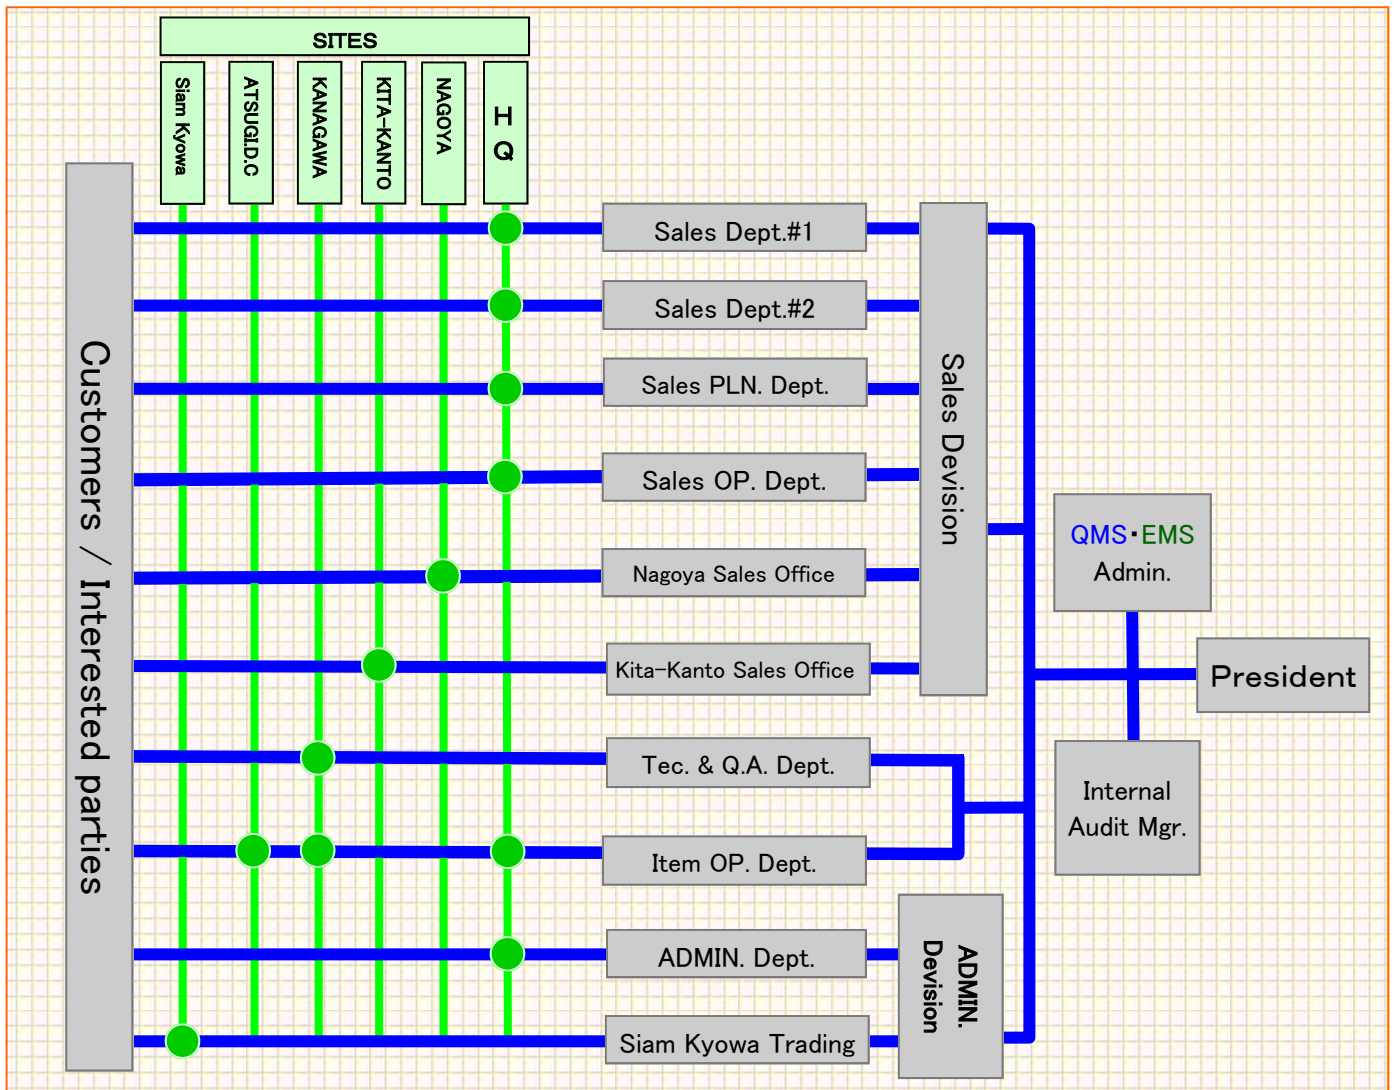 SITES
Siam Kyowa
ATSUGI.D.C
KANAGAWA
KITA-KANTO
NAGOYA
I Q
Customers / Interested parties
Sales Dept.#1
Sales Dept.#2
Sales PLN. Dept.
Sales OP. Dept.
Nagoya Sales Office
Kita-Kanto Sales Office
Tec. & Q.A. Dept.
Item OP. Dept.
ADMIN. Dept.
Siam Kyowa Trading
Sales Devision
ADMIN.
Devision
QMS・EMS
Admin.
President
Internal
Audit Mgr.